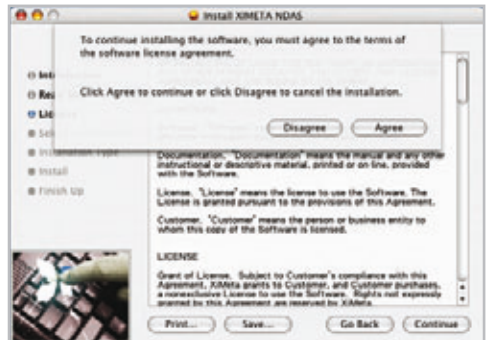 Install XIMETA NDAS
To continue installing the software, you must agree to the terms of
the software license agreement.
Click Agree to continue or click Disagree to cancel the installation.
Disagree
Agree
Documentation. "Documentation" means the manual and any other
instructional or descriptive material, printed or on line, provided
with the Software.
License. "License" means the license to use the Software. The
License is granted pursuant to the provisions of this Agreement.
Customer. "Customer" means the person or business entity to
whom this copy of the Software is licensed.
LICENSE
Grant of License. Subject to Customer's compliance with this
Agreement, XiMeta grants to Customer, and Customer purchases,
a nonexclusive License to use the Software. Rights not expressly
granted by this Agreement are reserved by XiMeta.
Int
Rea
Lic
Sel
Installation Type
Install
Finish Up
Print...
Save...
Go Back
Continue